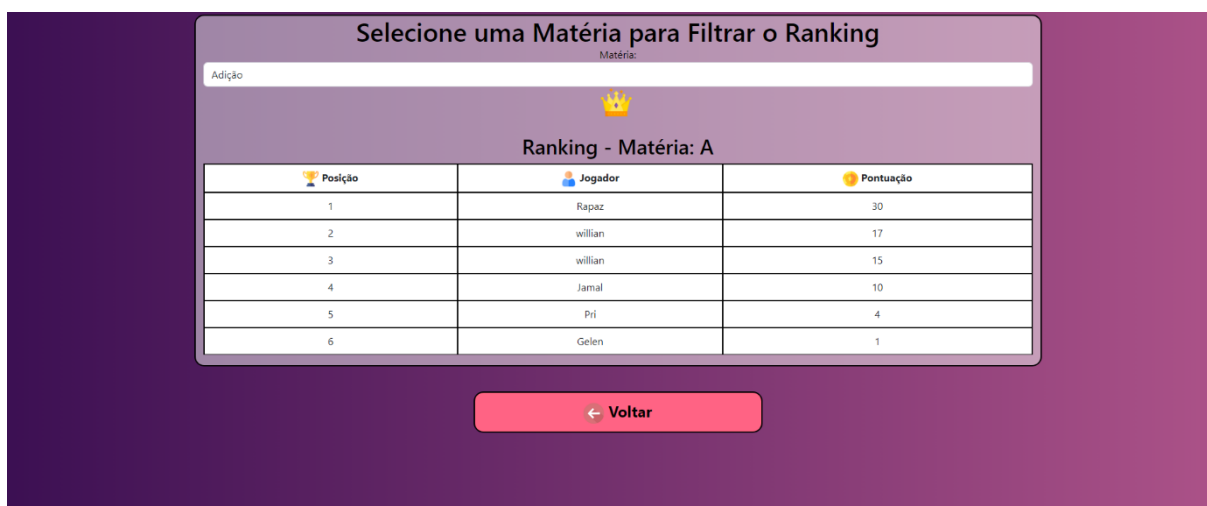 Selecione uma Matéria para Filtrar o Ranking
Matéria:
Adição
Ranking - Matéria: A
Posição Jogador Pontuação
1 Rapaz 30
2 willian 17
3 willian 15
4 Jamal 10
5 Pri 4
6 Gelen 1
Voltar